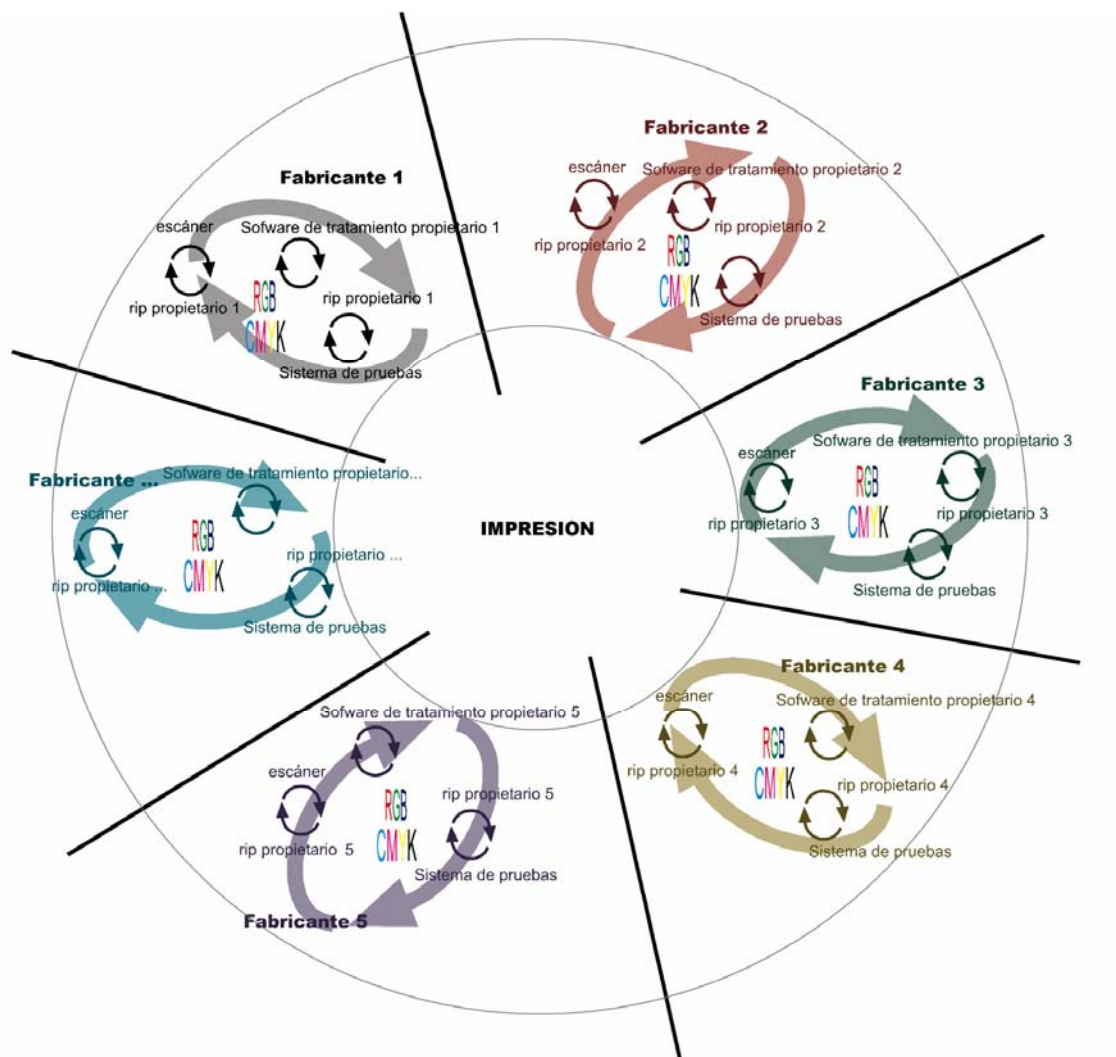 Fabricante 1
escáner
Sofware de tratamiento propietario 1
rip propietario 1
rip propietario 1
RGB
CMYK
Sistema de pruebas
Fabricante 2
escáner
Sofware de tratamiento propietario 2
rip propietario 2
rip propietario 2
RGB
CMYK
Sistema de pruebas
Fabricante 3
Sofware de tratamiento propietario 3
escáner
RGB
CMYK
rip propietario 3
rip propietario 3
Sistema de pruebas
Fabricante 4
escáner
Sofware de tratamiento propietario 4
RGB
CMYK
rip propietario 4
rip propietario 4
Sistema de pruebas
Sofware de tratamiento propietario 5
escáner
rip propietario 5
RGB
CMYK
rip propietario 5
Sistema de pruebas
Fabricante 5
Sofware de tratamiento propietario...
Fabricante ...
escáner
RGB
CMYK
rip propietario ...
rip propietario ...
Sistema de pruebas
IMPRESIÓN